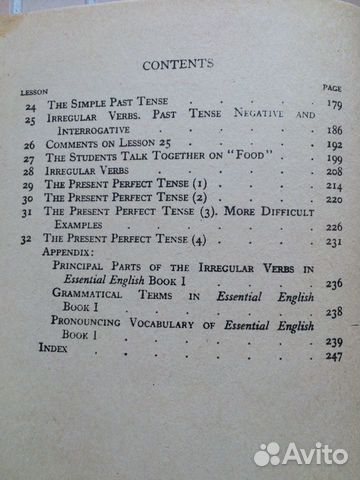 CONTENTS
LESSON PAGE
24 The Simple Past Tense . . . . 179
25 Irregular Verbs. Past Tense Negative and
Interrogative . . . . . . 186
26 Comments on Lesson 25 . . . . 192
27 The Students Talk Together on "Food" . 199
28 Irregular Verbs . . . . . 208
29 The Present Perfect Tense (1) . . . 214
30 The Present Perfect Tense (2) . . . 220
31 The Present Perfect Tense (3). More Difficult
Examples . . . . . . 226
32 The Present Perfect Tense (4) . . . 231
Appendix:
Principal Parts of the Irregular Verbs in
Essential English Book I . . . . 236
Grammatical Terms in Essential English
Book I . . . . . . 238
Pronouncing Vocabulary of Essential English
Book I . . . . . . 239
Index . . . . . . . 247
Avito